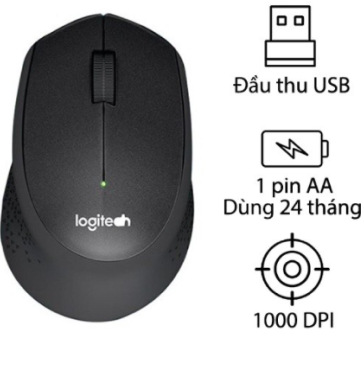 Đầu thu USB
1 pin AA
Dùng 24 tháng
logitech
1000 DPI